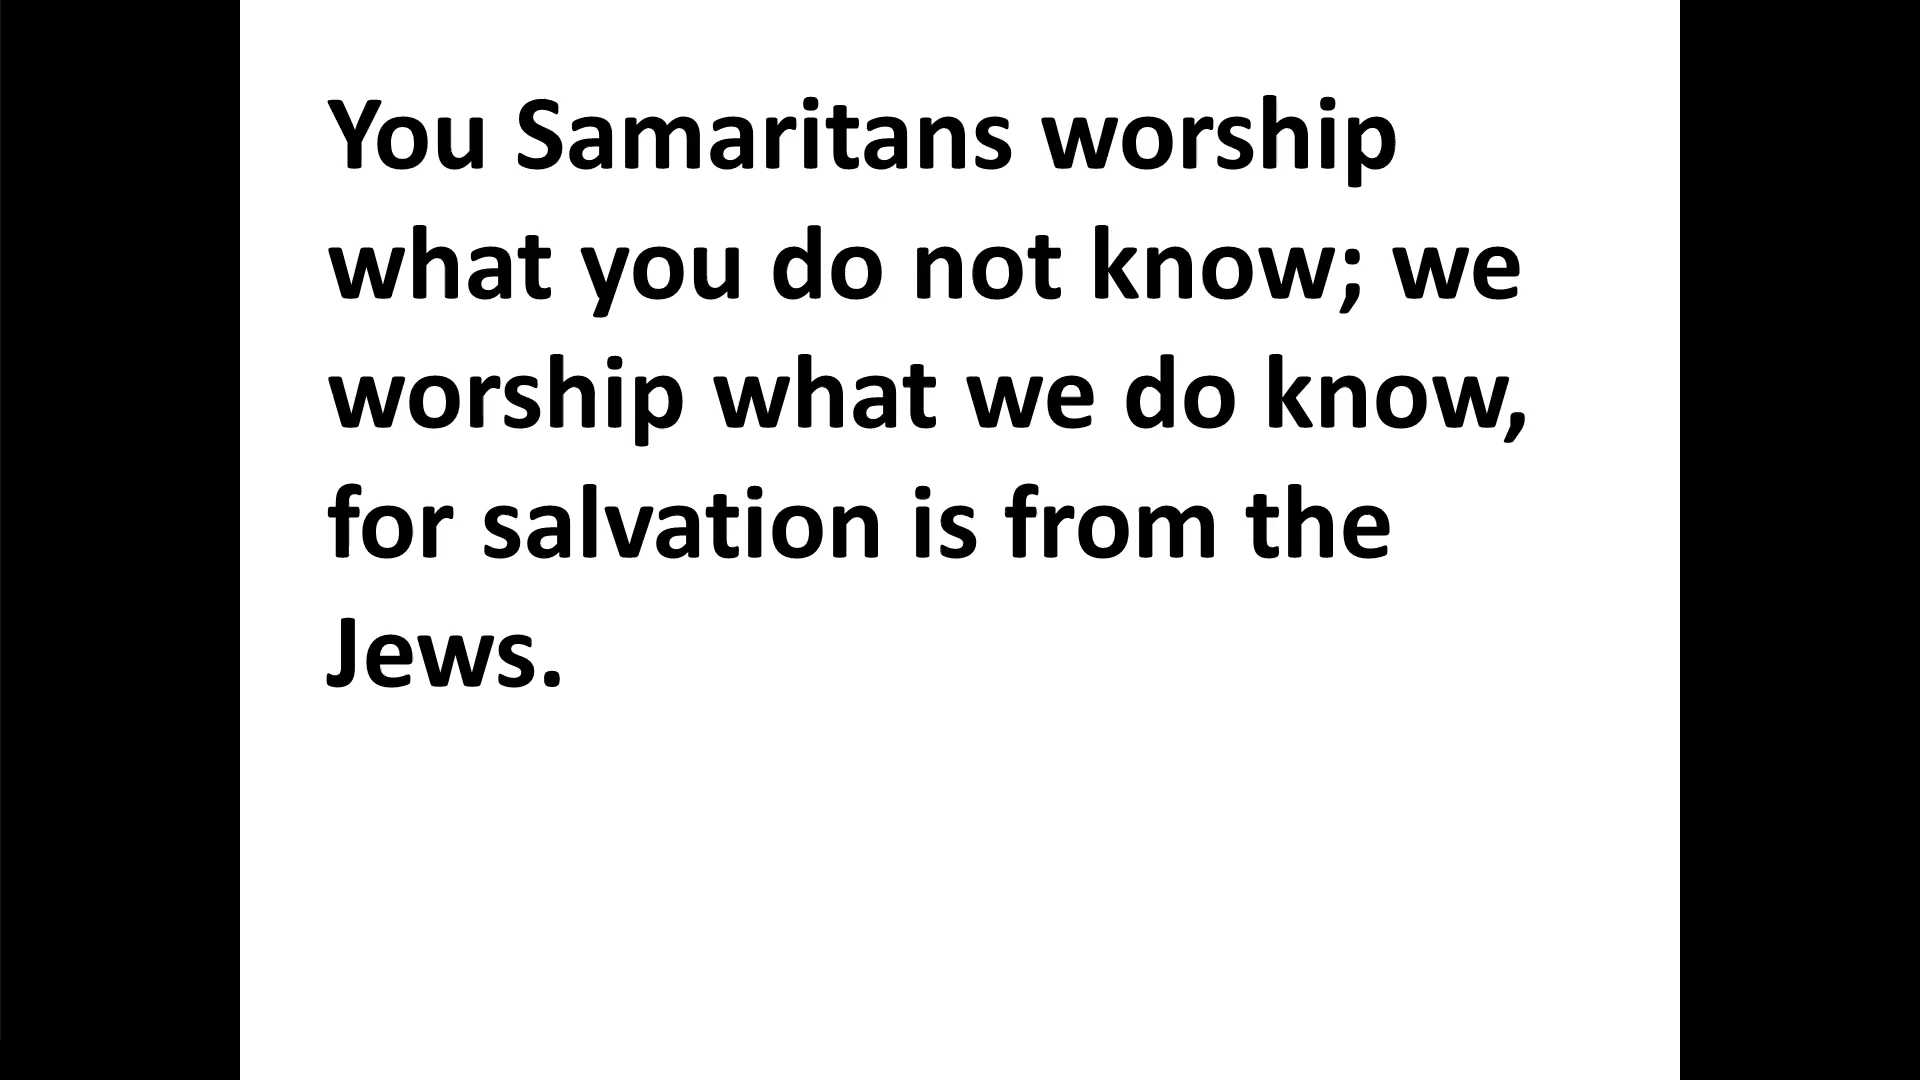 You Samaritans worship
what you do not know; we
worship what we do know,
for salvation is from the
Jews.